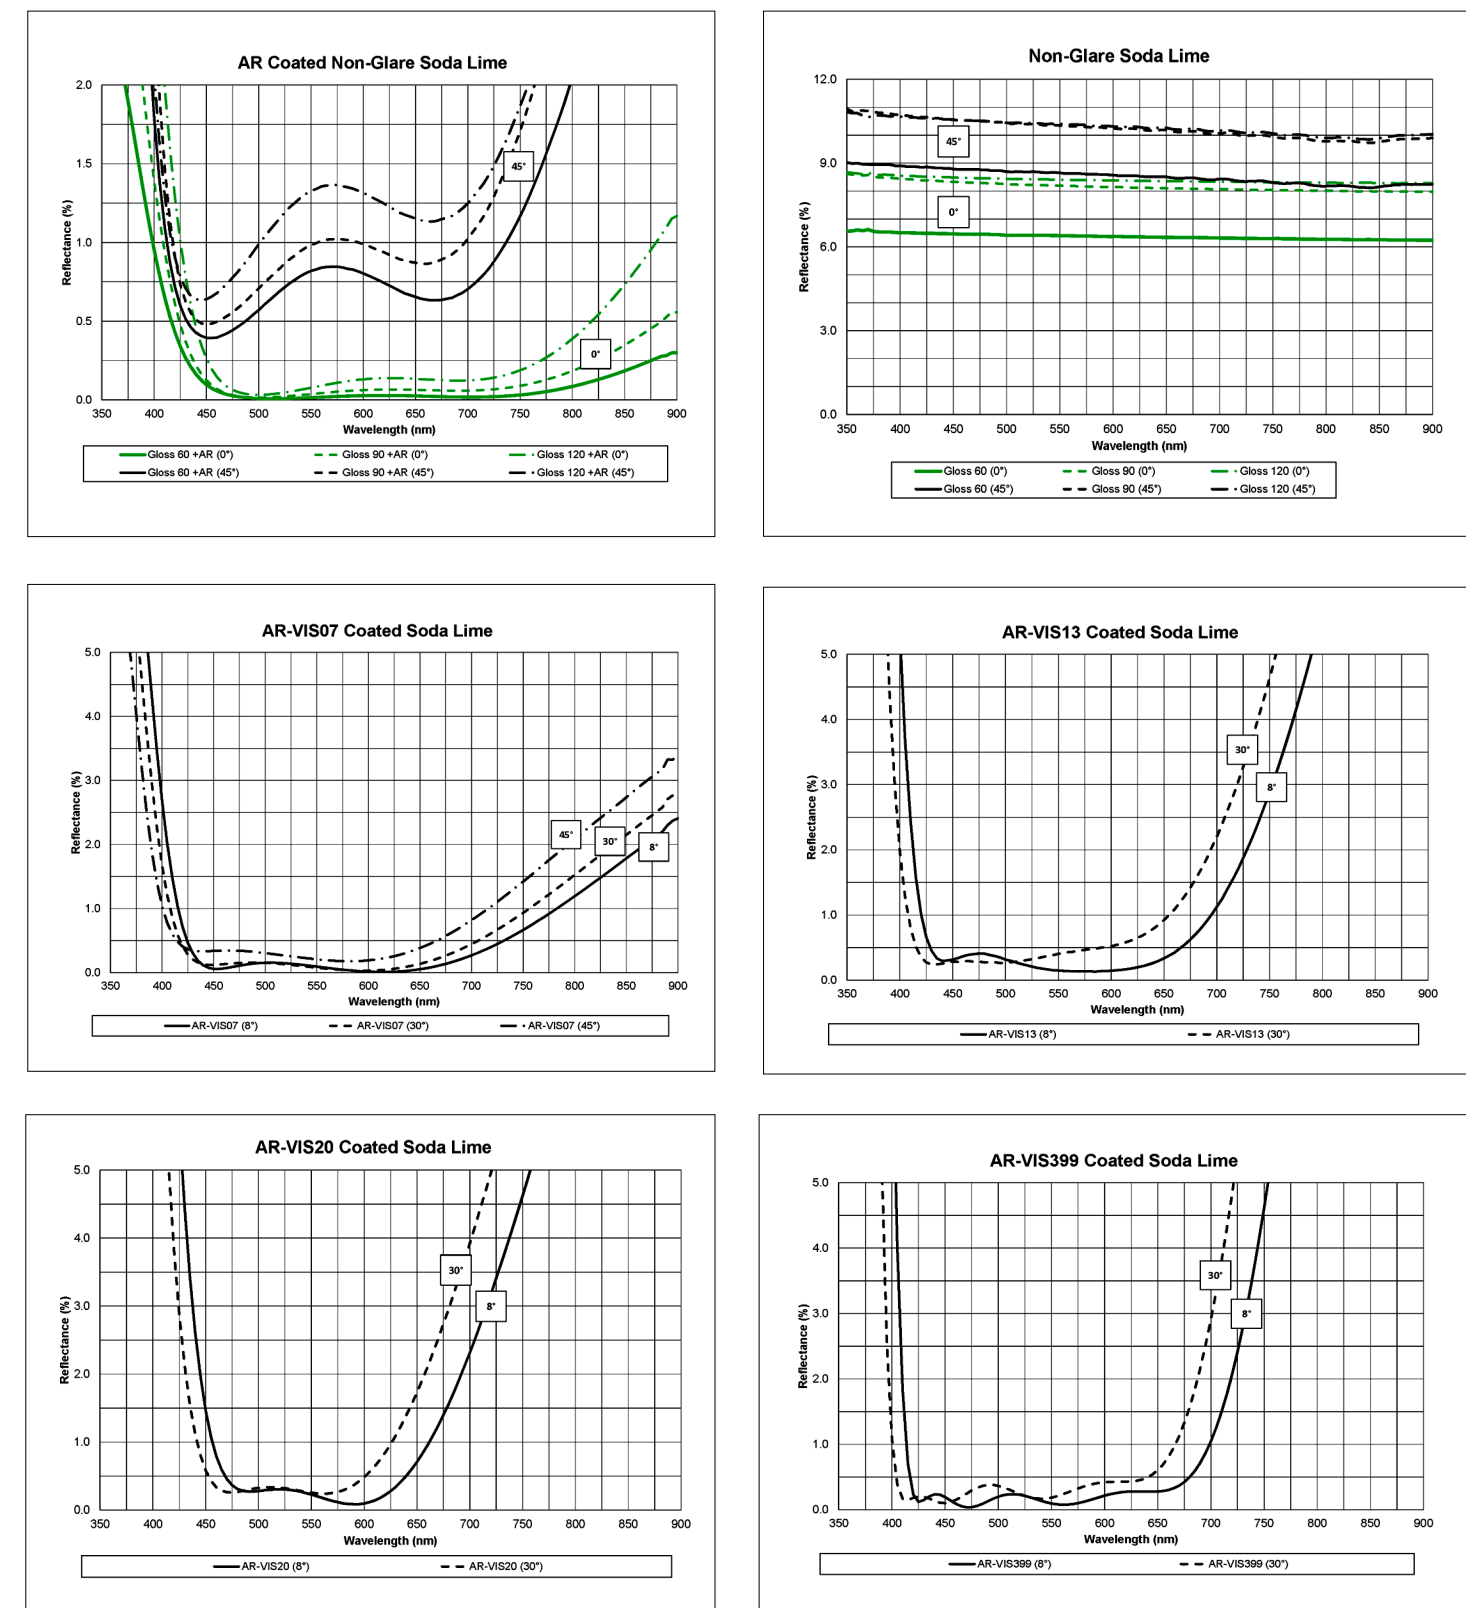 AR Coated Non-Glare Soda Lime
2.0
1.5
1.0
0.5
0.0
Reflectance (%)
45°
0°
350 400 450 500 550 600 650 700 750 800 850 900
Wavelength (nm)
Gloss 60 +AR (0°) Gloss 90 +AR (0°) Gloss 120 +AR (0°)
Gloss 60 +AR (45°) Gloss 90 +AR (45°) Gloss 120 +AR (45°)
Non-Glare Soda Lime
12.0
9.0
6.0
3.0
0.0
Reflectance (%)
45°
0°
350 400 450 500 550 600 650 700 750 800 850 900
Wavelength (nm)
Gloss 60 (0°) Gloss 90 (0°) Gloss 120 (0°)
Gloss 60 (45°) Gloss 90 (45°) Gloss 120 (45°)
AR-VIS07 Coated Soda Lime
5.0
4.0
3.0
2.0
1.0
0.0
Reflectance (%)
45° 30° 8°
350 400 450 500 550 600 650 700 750 800 850 900
Wavelength (nm)
AR-VIS07 (8°) AR-VIS07 (30°) AR-VIS07 (45°)
AR-VIS13 Coated Soda Lime
5.0
4.0
3.0
2.0
1.0
0.0
Reflectance (%)
30°
8°
350 400 450 500 550 600 650 700 750 800 850 900
Wavelength (nm)
AR-VIS13 (8°) AR-VIS13 (30°)
AR-VIS20 Coated Soda Lime
5.0
4.0
3.0
2.0
1.0
0.0
Reflectance (%)
30°
8°
350 400 450 500 550 600 650 700 750 800 850 900
Wavelength (nm)
AR-VIS20 (8°) AR-VIS20 (30°)
AR-VIS399 Coated Soda Lime
5.0
4.0
3.0
2.0
1.0
0.0
Reflectance (%)
30°
8°
350 400 450 500 550 600 650 700 750 800 850 900
Wavelength (nm)
AR-VIS399 (8°) AR-VIS399 (30°)